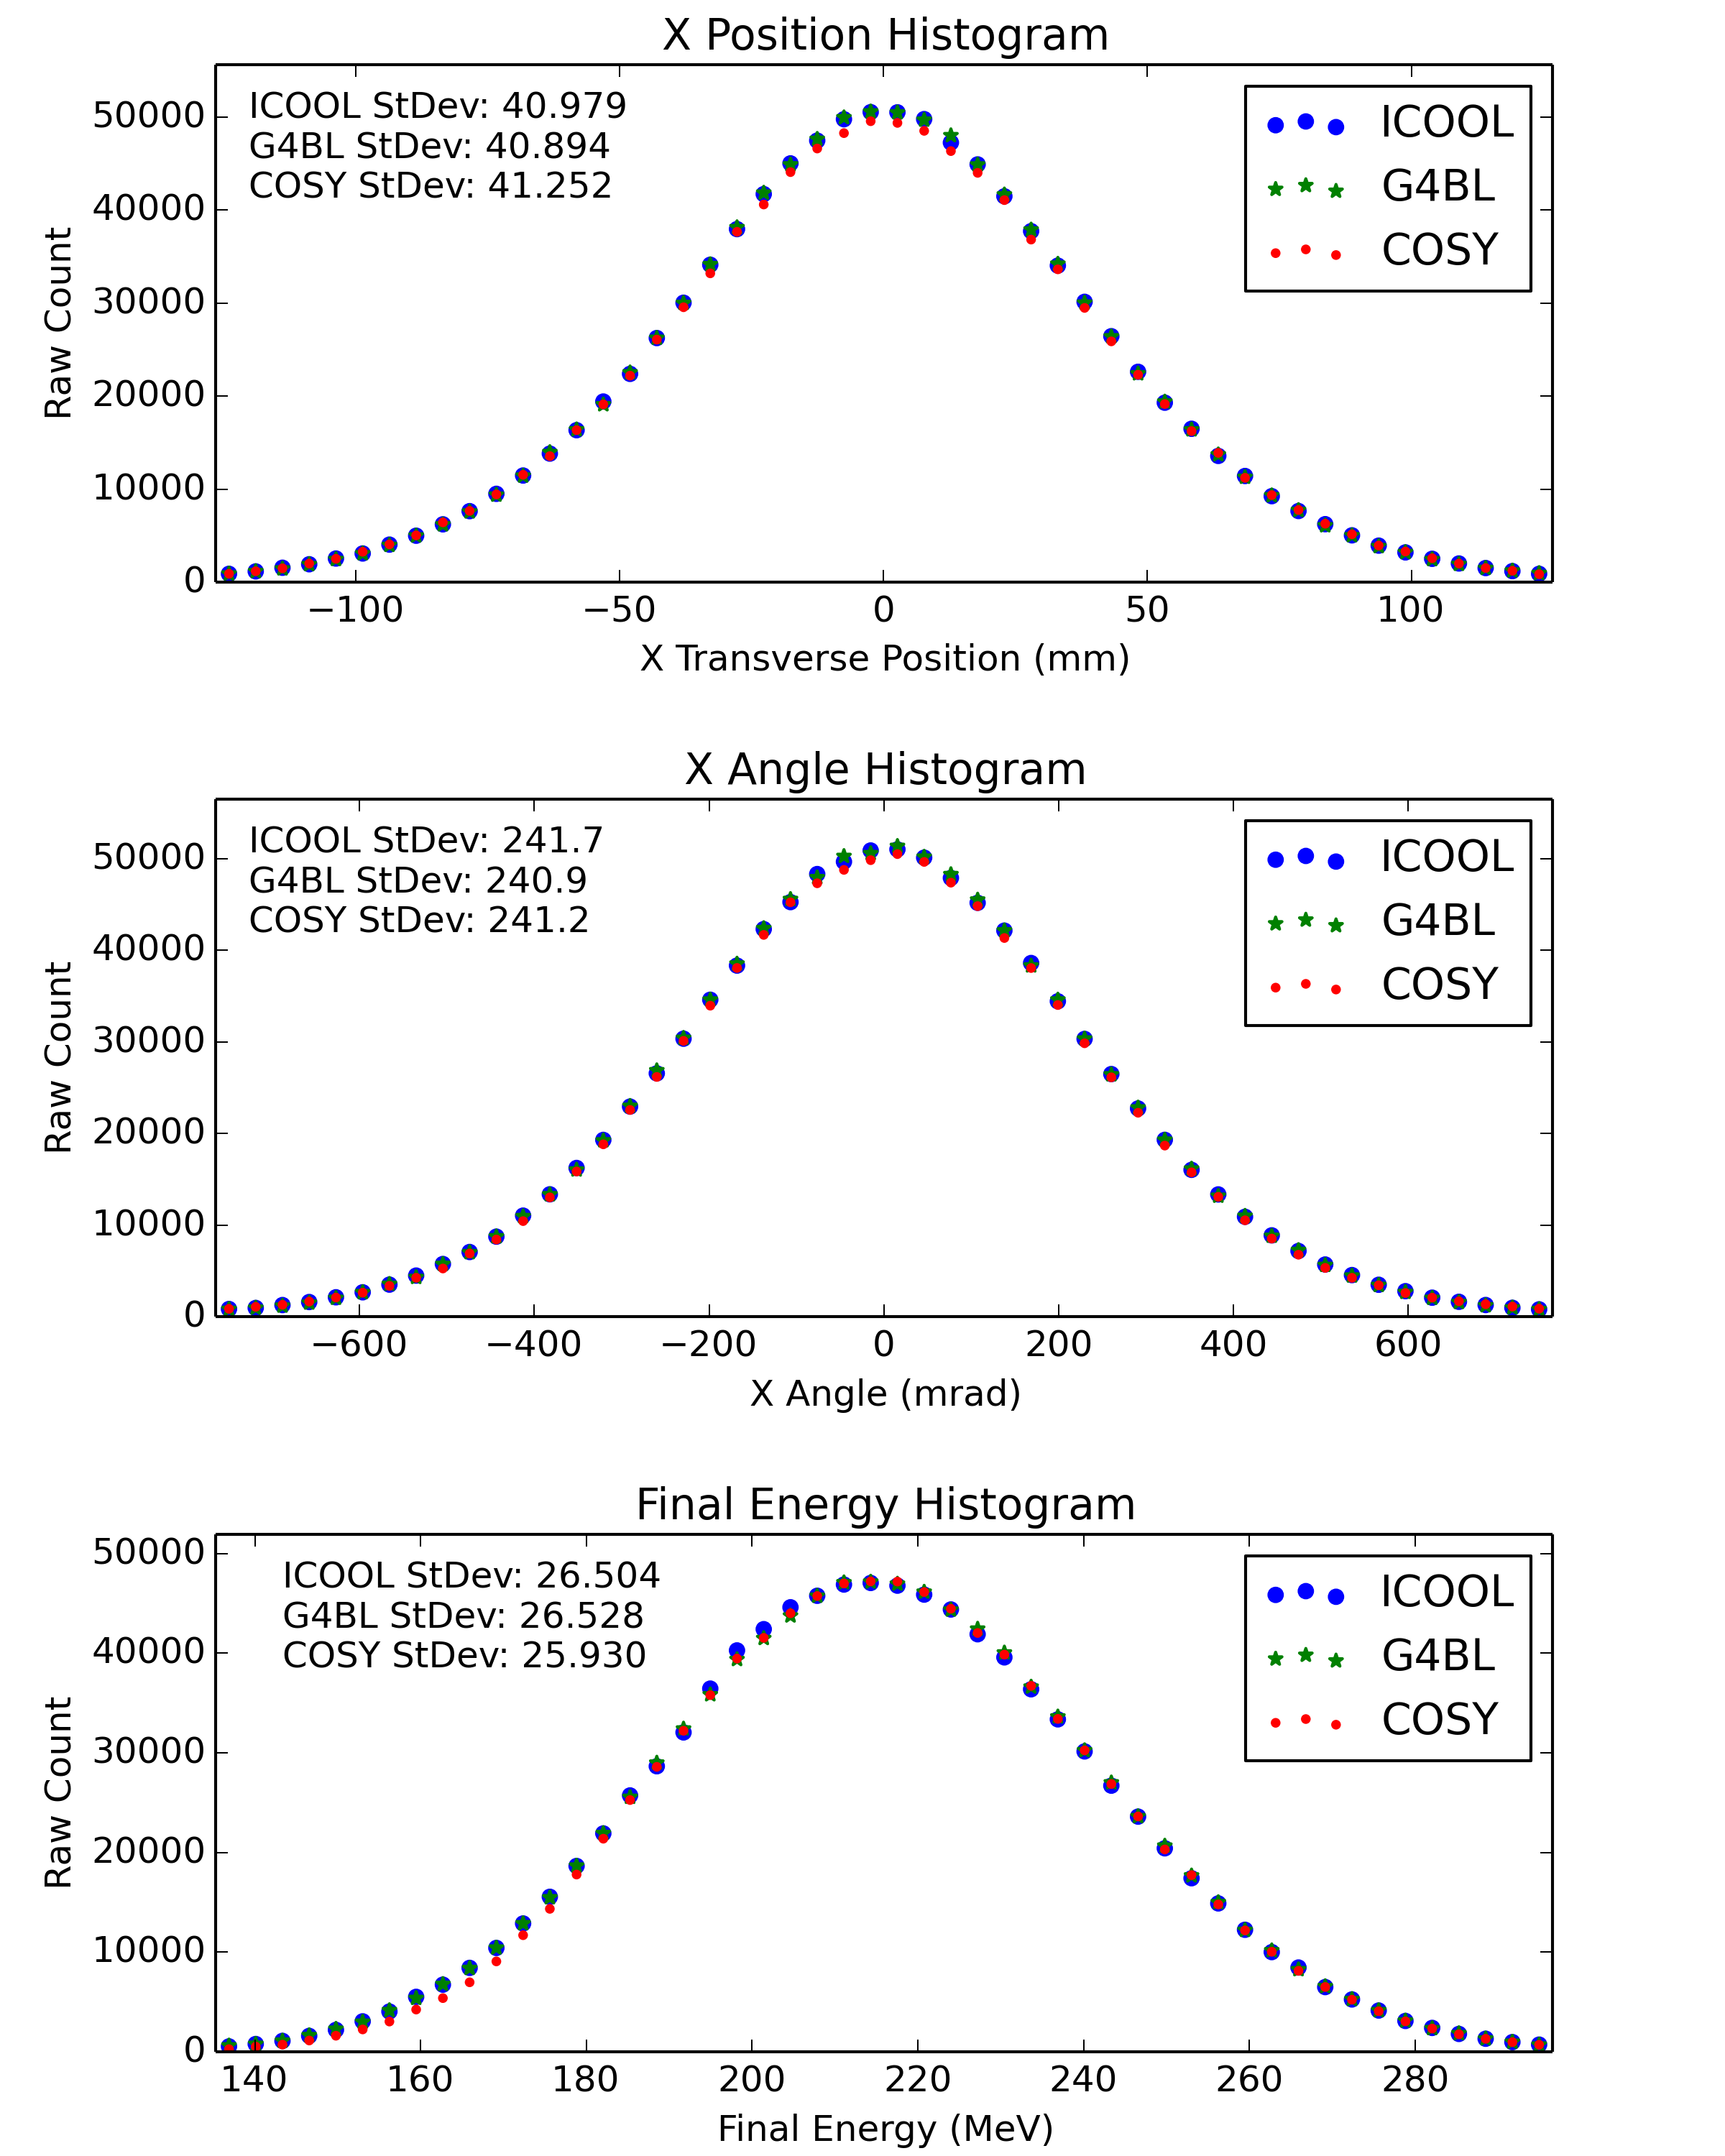 X Position Histogram
ICOOL StDev: 40.979
G4BL StDev: 40.894
COSY StDev: 41.252
ICOOL
G4BL
COSY
Raw Count
50000
40000
30000
20000
10000
0
−100 −50 0 50 100
X Transverse Position (mm)
X Angle Histogram
ICOOL StDev: 241.7
G4BL StDev: 240.9
COSY StDev: 241.2
ICOOL
G4BL
COSY
Raw Count
50000
40000
30000
20000
10000
0
−600 −400 −200 0 200 400 600
X Angle (mrad)
Final Energy Histogram
ICOOL StDev: 26.504
G4BL StDev: 26.528
COSY StDev: 25.930
ICOOL
G4BL
COSY
Raw Count
50000
40000
30000
20000
10000
0
140 160 180 200 220 240 260 280
Final Energy (MeV)